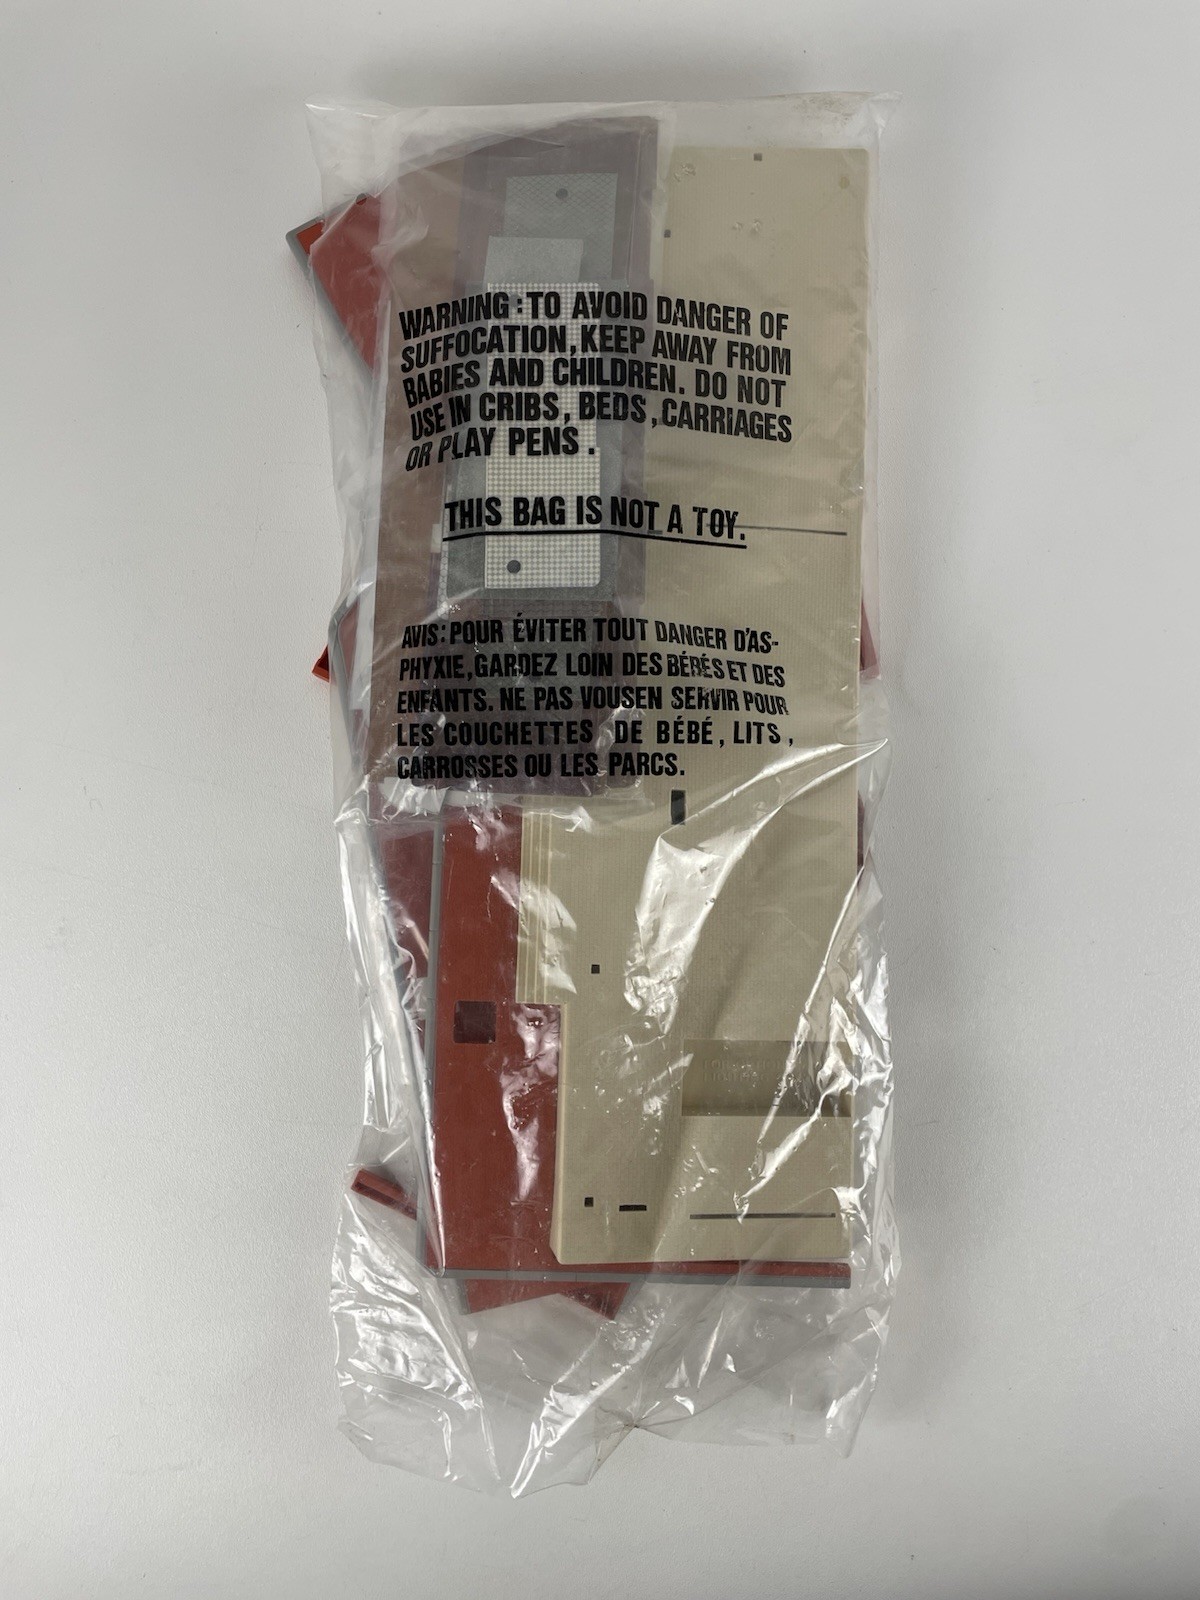 WARNING : TO AVOID DANGER OF
SUFFOCATION, KEEP AWAY FROM
BABIES AND CHILDREN. DO NOT
USE IN CRIBS, BEDS, CARRIAGES
OR PLAY PENS.
THIS BAG IS NOT A TOY.
AVIS: POUR ÉVITER TOUT DANGER D'AS-
PHYXIE, GARDEZ LOIN DES BÉBÉS ET DES
ENFANTS. NE PAS VOUSEN SERVIR POUR
LES COUCHETTES DE BÉBÉ, LITS,
CARROSSES OU LES PARCS.